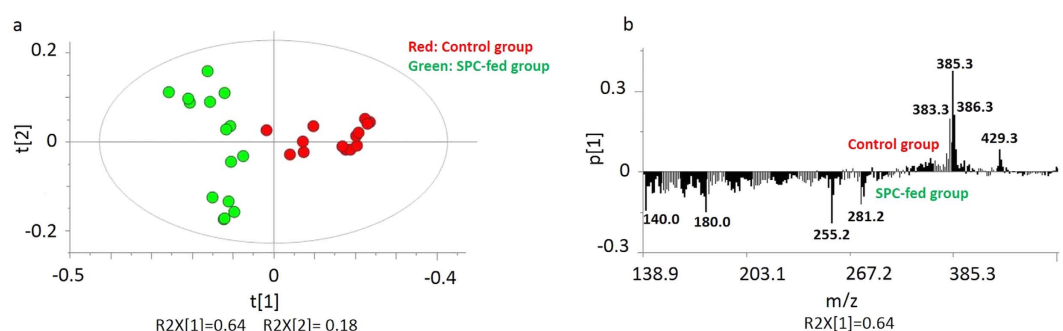 a
0.2
0
-0.2
t[2]
Red: Control group
Green: SPC-fed group
-0.5
0
-0.4
t[1]
R2X[1]=0.64 R2X[2]= 0.18
b
0.3
0
-0.3
p[1]
385.3
383.3
386.3
429.3
Control group
SPC-fed group
140.0
180.0
255.2
281.2
138.9
203.1
267.2
385.3
m/z
R2X[1]=0.64